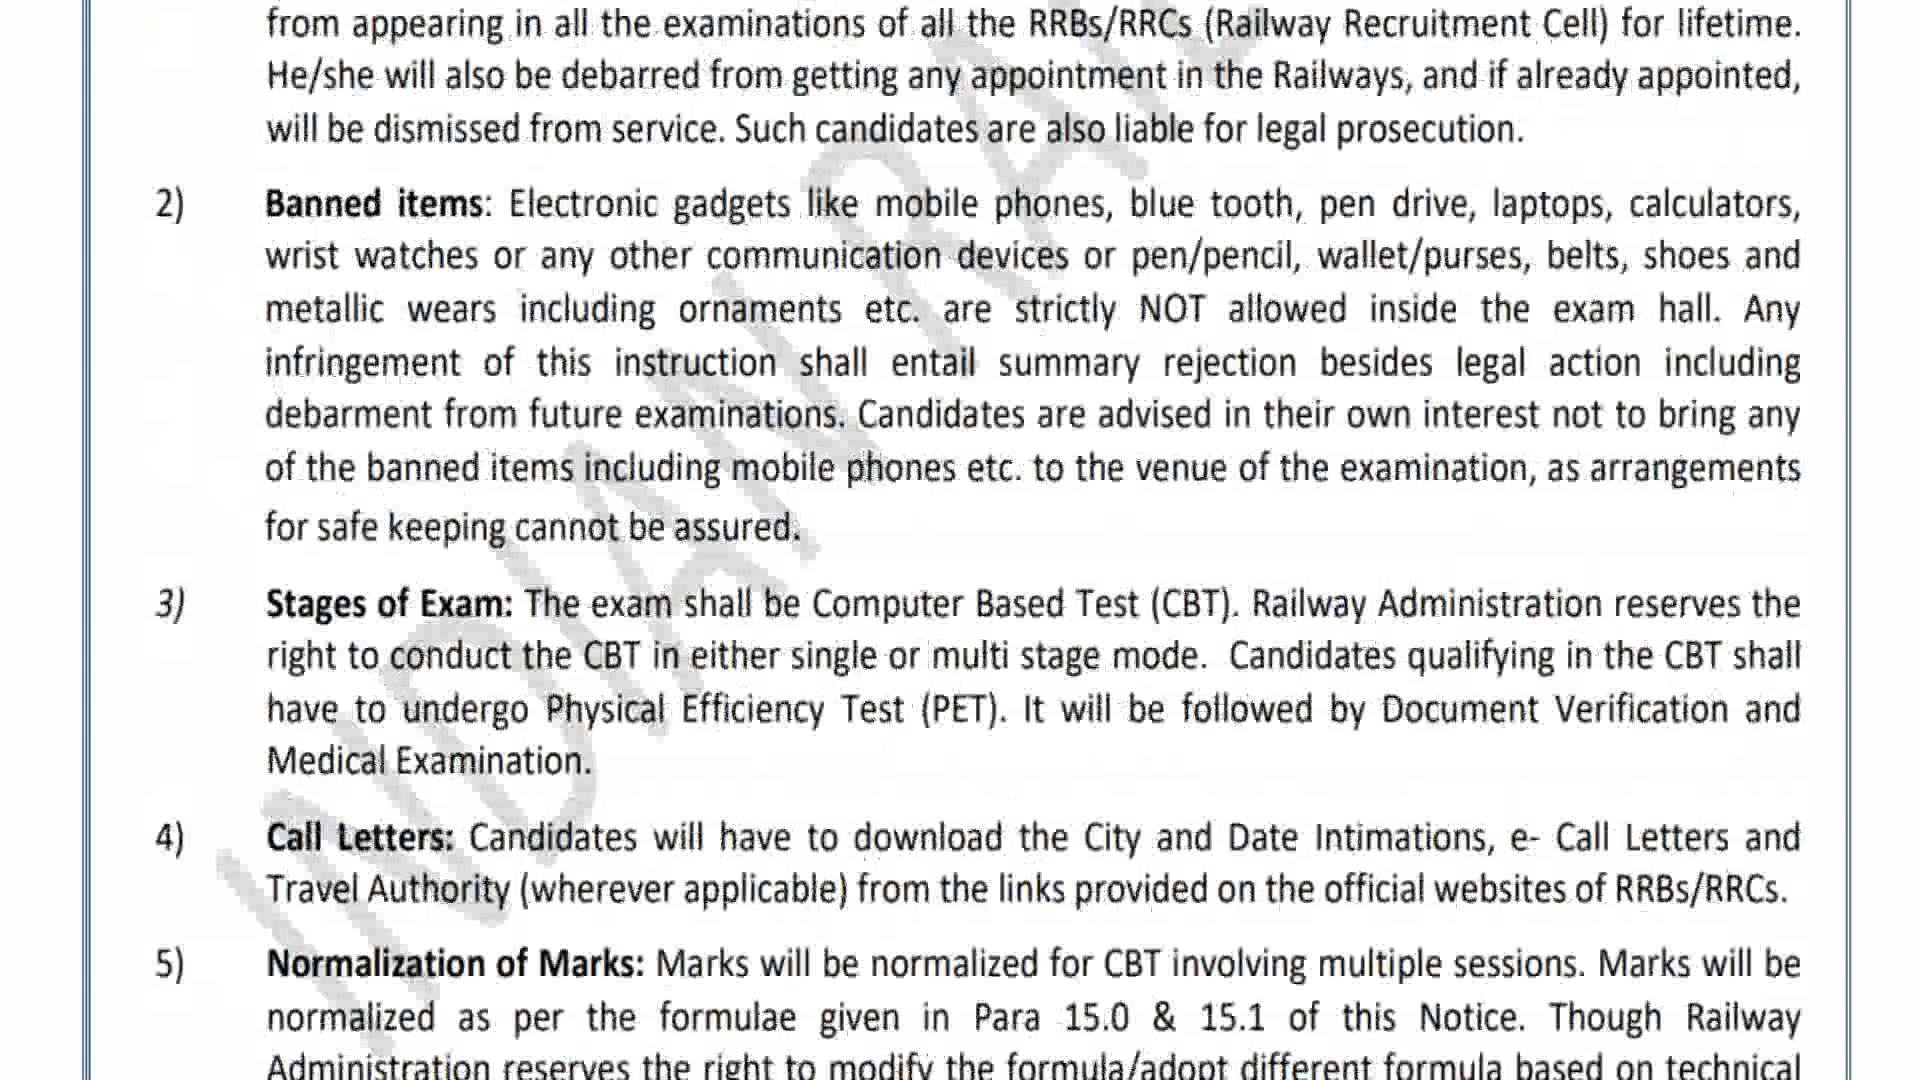 from appearing in all the examinations of all the RRBs/RRCs (Railway Recruitment Cell) for lifetime.
He/she will also be debarred from getting any appointment in the Railways, and if already appointed,
will be dismissed from service. Such candidates are also liable for legal prosecution.
2) Banned items: Electronic gadgets like mobile phones, blue tooth, pen drive, laptops, calculators,
wrist watches or any other communication devices or pen/pencil, wallet/purses, belts, shoes and
metallic wears including ornaments etc. are strictly NOT allowed inside the exam hall. Any
infringement of this instruction shall entail summary rejection besides legal action including
debarment from future examinations. Candidates are advised in their own interest not to bring any
of the banned items including mobile phones etc. to the venue of the examination, as arrangements
for safe keeping cannot be assured.
3) Stages of Exam: The exam shall be Computer Based Test (CBT). Railway Administration reserves the
right to conduct the CBT in either single or multi stage mode. Candidates qualifying in the CBT shall
have to undergo Physical Efficiency Test (PET). It will be followed by Document Verification and
Medical Examination.
4) Call Letters: Candidates will have to download the City and Date Intimations, e- Call Letters and
Travel Authority (wherever applicable) from the links provided on the official websites of RRBs/RRCs.
5) Normalization of Marks: Marks will be normalized for CBT involving multiple sessions. Marks will be
normalized as per the formulae given in Para 15.0 & 15.1 of this Notice. Though Railway
Administration reserves the right to modify the formula/adopt different formula based on technical
INDIAN RAIL